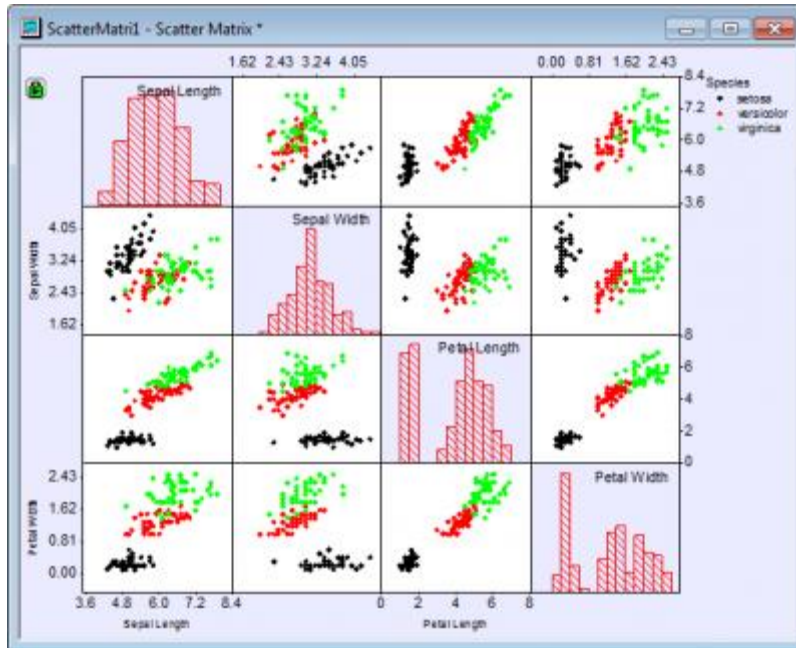 ScatterMatri1 - Scatter Matrix *
1.62 2.43 3.24 4.05
0.00 0.81 1.62 2.43
Sepal Length
8.4
7.2
6.0
4.8
3.6
Species
setosa
versicolor
virginica
Sepal Width
4.05
3.24
2.43
1.62
Sepal Width
Petal Length
8
6
4
2
0
Petal Width
2.43
1.62
0.81
0.00
Petal Width
3.6 4.8 6.0 7.2 8.4
0 2 4 6 8
Sepal Length
Petal Length